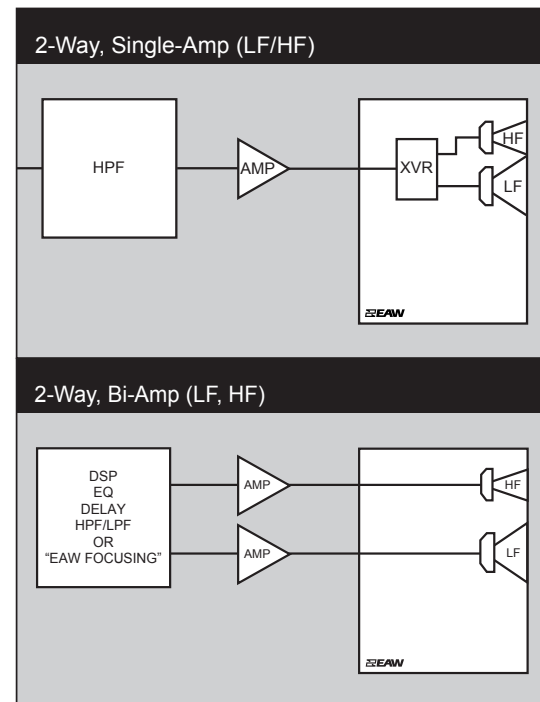 2-Way, Single-Amp (LF/HF)
HPF
AMP
XVR
HF
LF
EAW
2-Way, Bi-Amp (LF, HF)
DSP
EQ
DELAY
HPF/LPF
OR
“EAW FOCUSING”
AMP
AMP
HF
LF
EAW